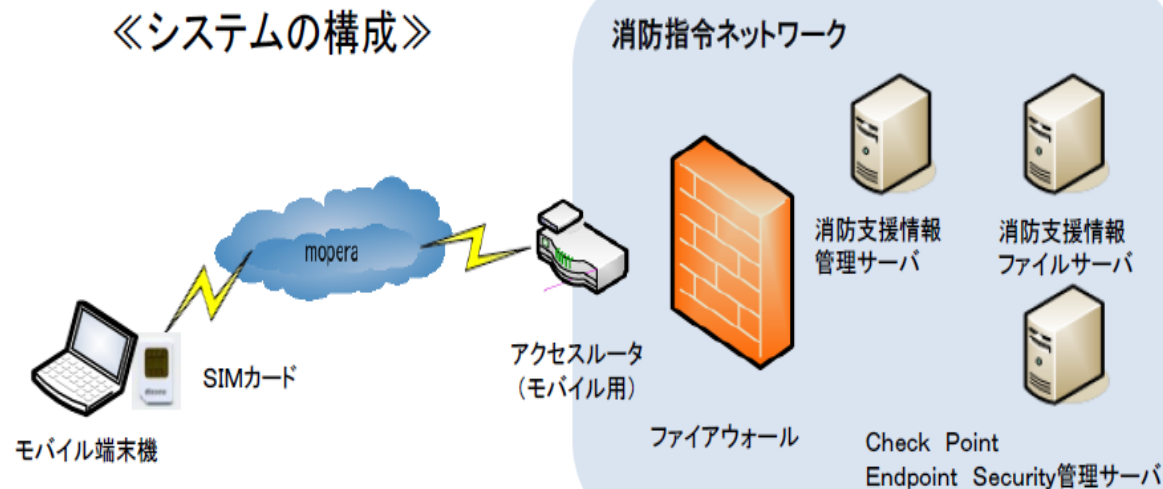 ≪システムの構成≫
消防指令ネットワーク
mopera
消防支援情報
管理サーバ
消防支援情報
ファイルサーバ
SIMカード
アクセスルータ
（モバイル用）
モバイル端末機
ファイアウォール
Check Point
Endpoint Security管理サーバ